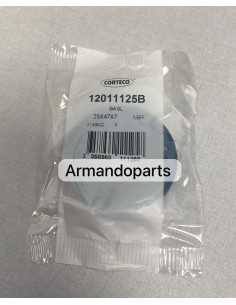 CORTECO
12011125B
BASL
25X47X7 NBR
Armandoparts